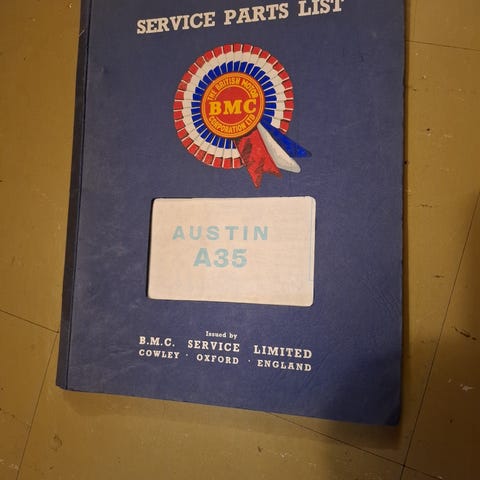 SERVICE PARTS LIST
THE BRITISH MOTOR
BMC
CORPORATION LTD
AUSTIN
A35
Issued by
B.M.C. SERVICE LIMITED
COWLEY · OXFORD · ENGLAND